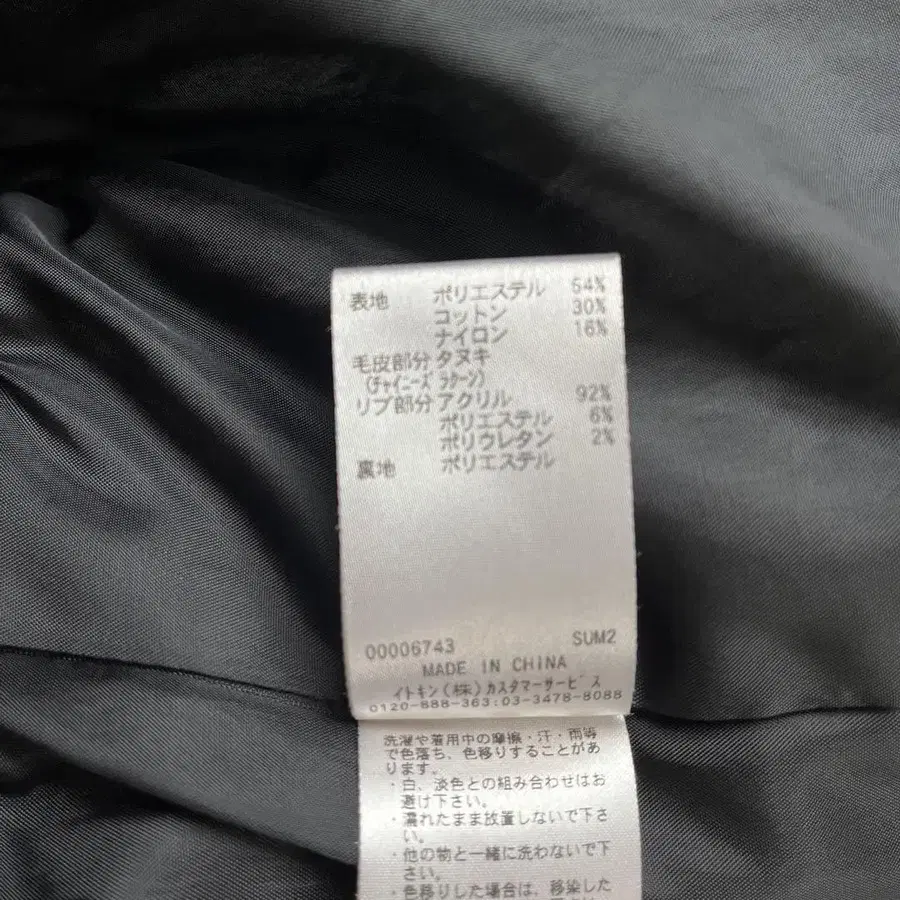 表地 ポリエステル 54%
コットン 30%
ナイロン 16%
毛皮部分 タヌキ
(チャイニーズ ラクーン)
リブ部分 アクリル 92%
ポリエステル 6%
ポリウレタン 2%
裏地 ポリエステル
00006743 SUM2
MADE IN CHINA
イトキン(株)カスタマーサービス
0120-888-363:03-3478-8088
洗濯や着用中の摩擦・汗・雨等
で色落ち、色移りすることがあ
ります。
・白、淡色との組み合わせはお
避け下さい。
・濡れたまま放置しないで下さ
い。
・他の物と一緒に洗わないで下
さい。
・色移りした場合は、移染した